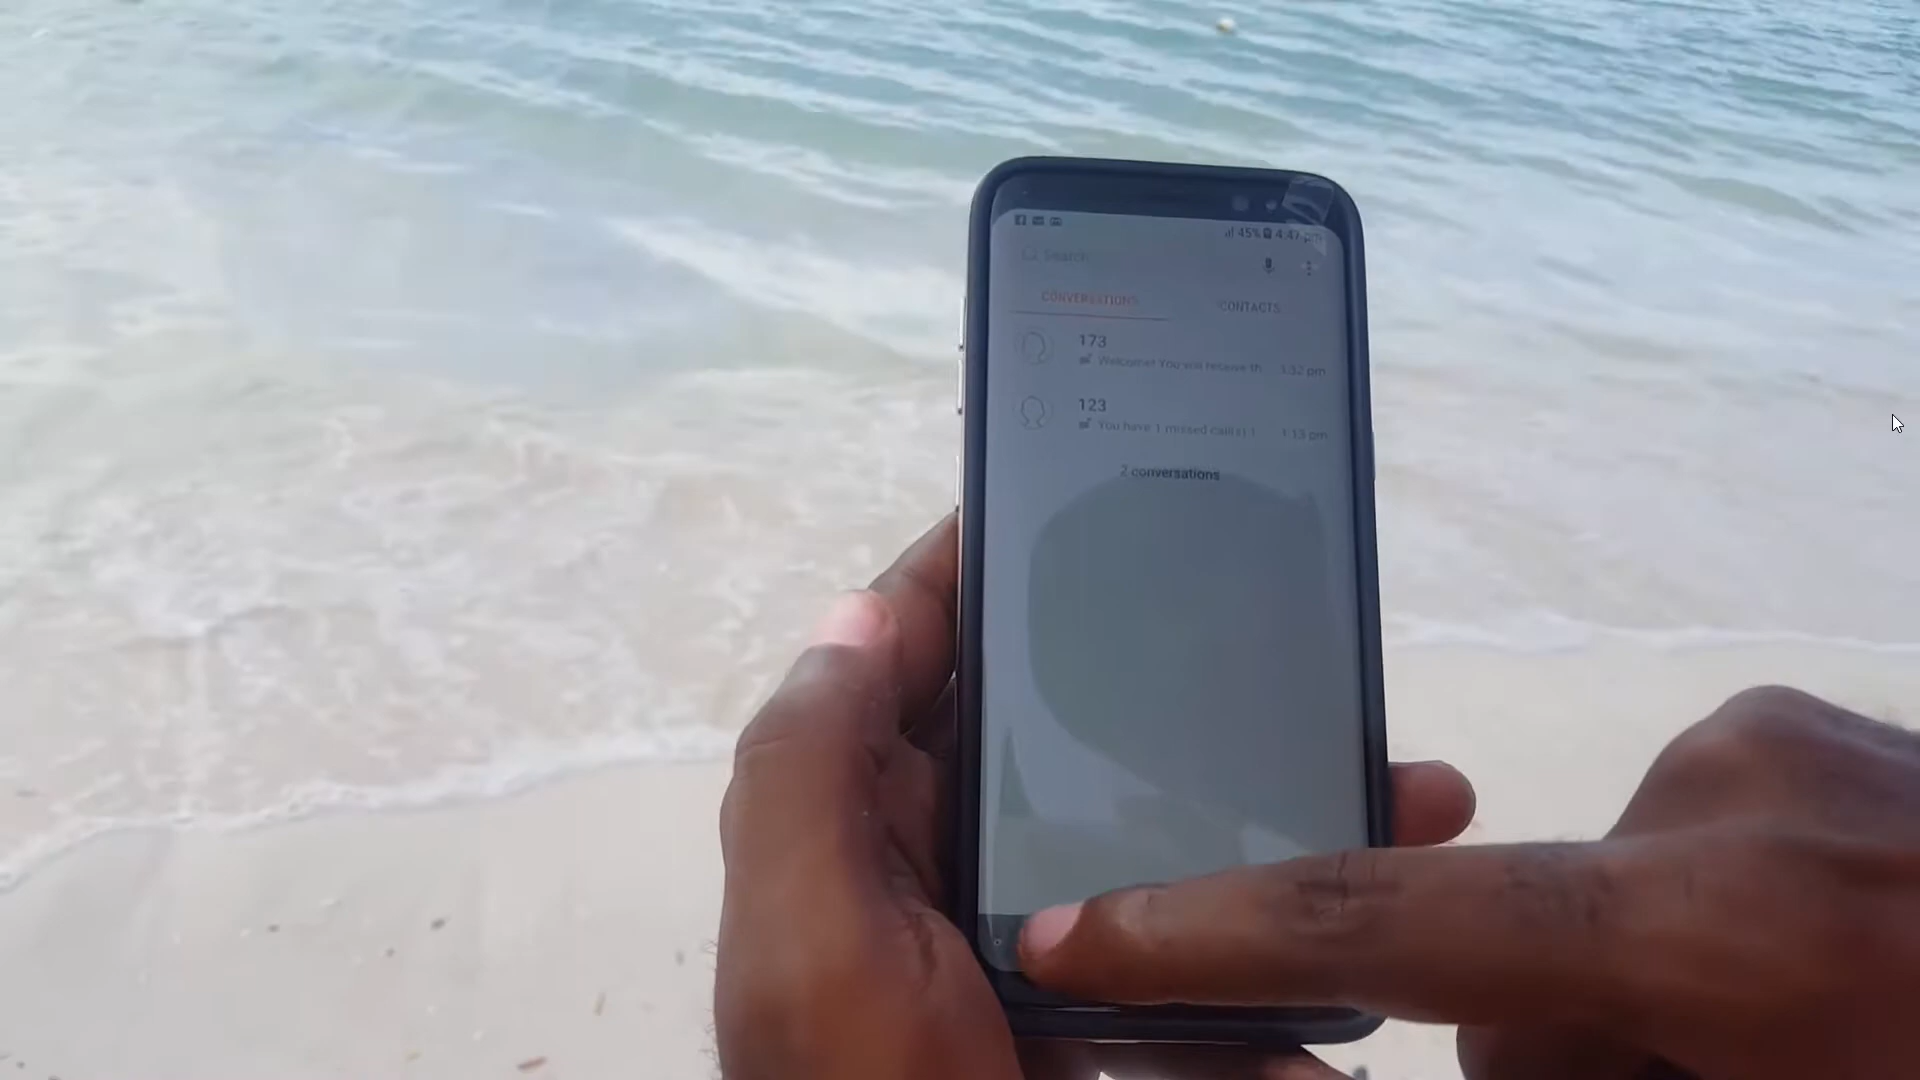 45% 4:47 pm
Search
CONVERSATIONS
CONTACTS
173
Welcome! You will receive th
1:32 pm
123
You have 1 missed call(s)
1:13 pm
2 conversations